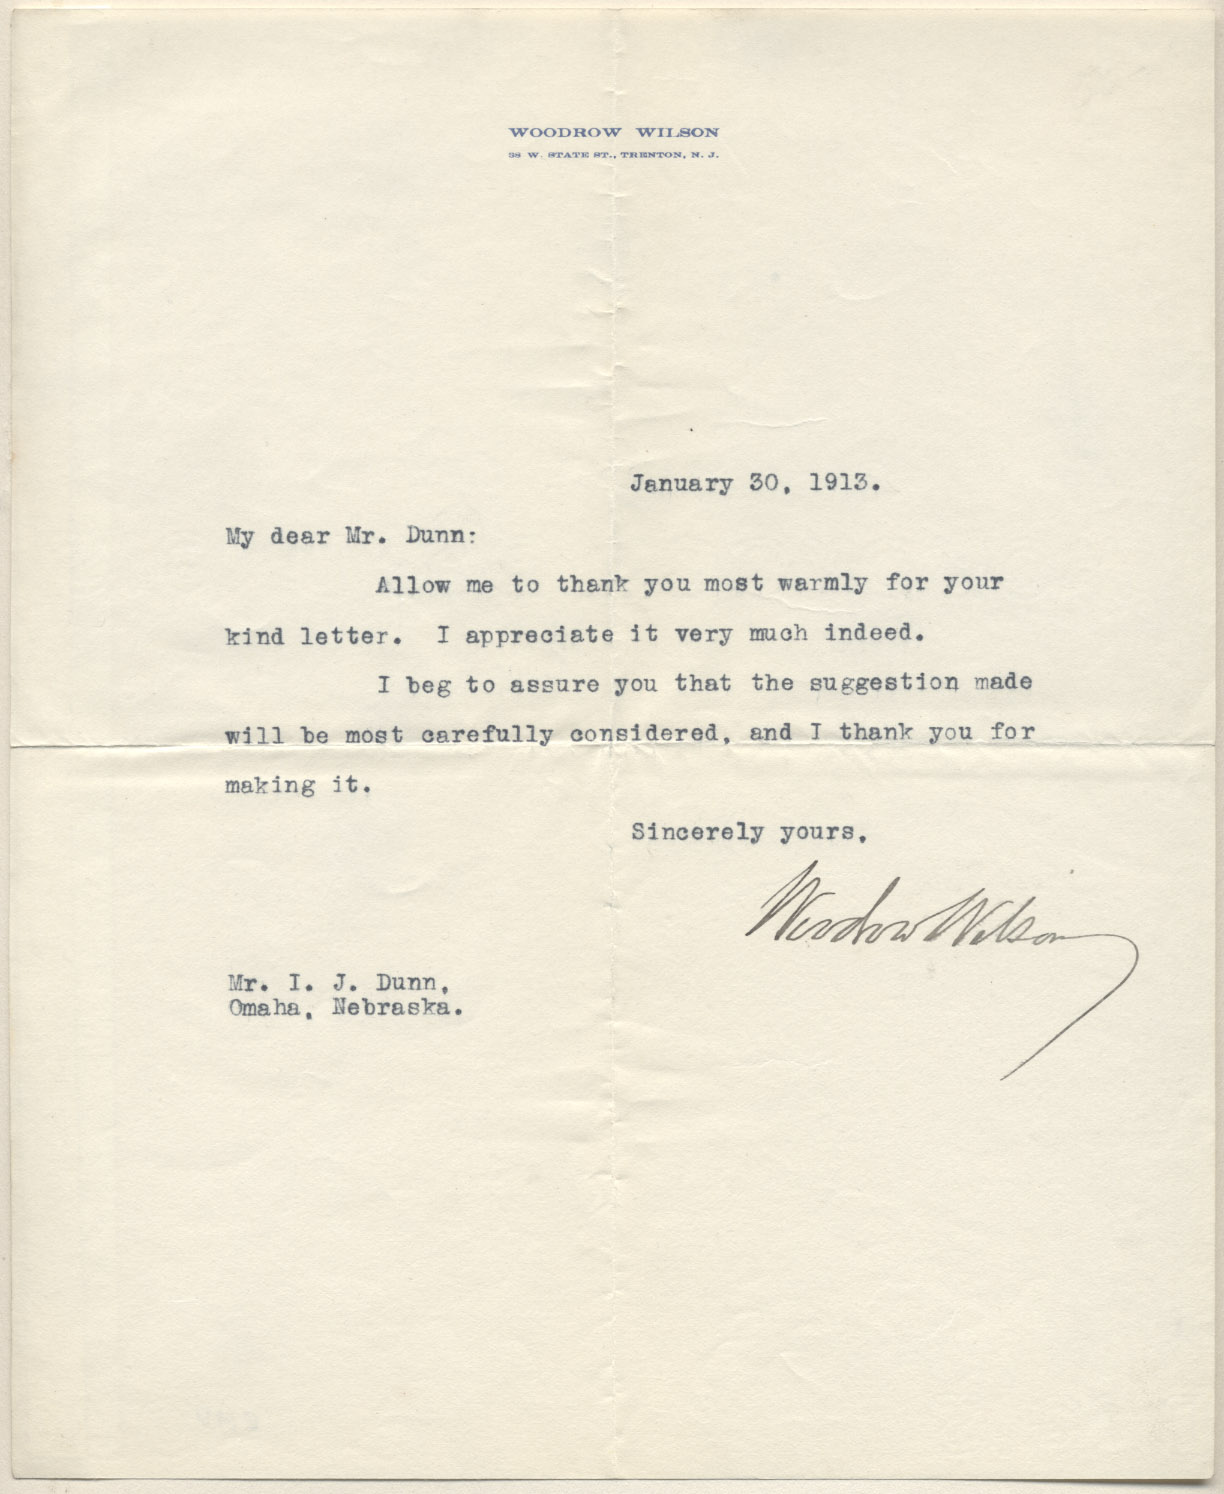 WOODROW WILSON
38 W. STATE ST., TRENTON, N. J.
January 30, 1913.
My dear Mr. Dunn:
Allow me to thank you most warmly for your
kind letter. I appreciate it very much indeed.
I beg to assure you that the suggestion made
will be most carefully considered, and I thank you for
making it.
Sincerely yours,
Woodrow Wilson
Mr. I. J. Dunn,
Omaha, Nebraska.